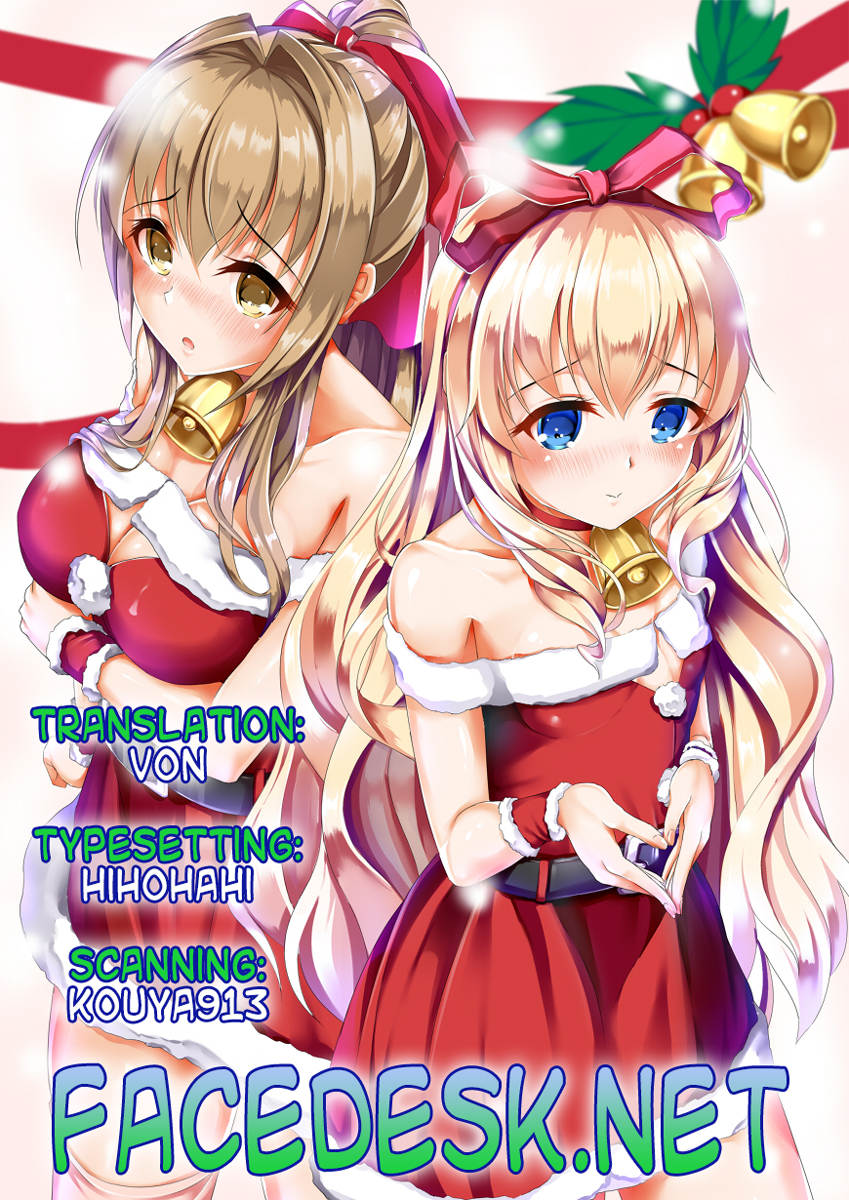 TRANSLATION:
VON
TYPESETTING:
HIHOHAHI
SCANNING:
KOUYA913
FACEDESK.NET